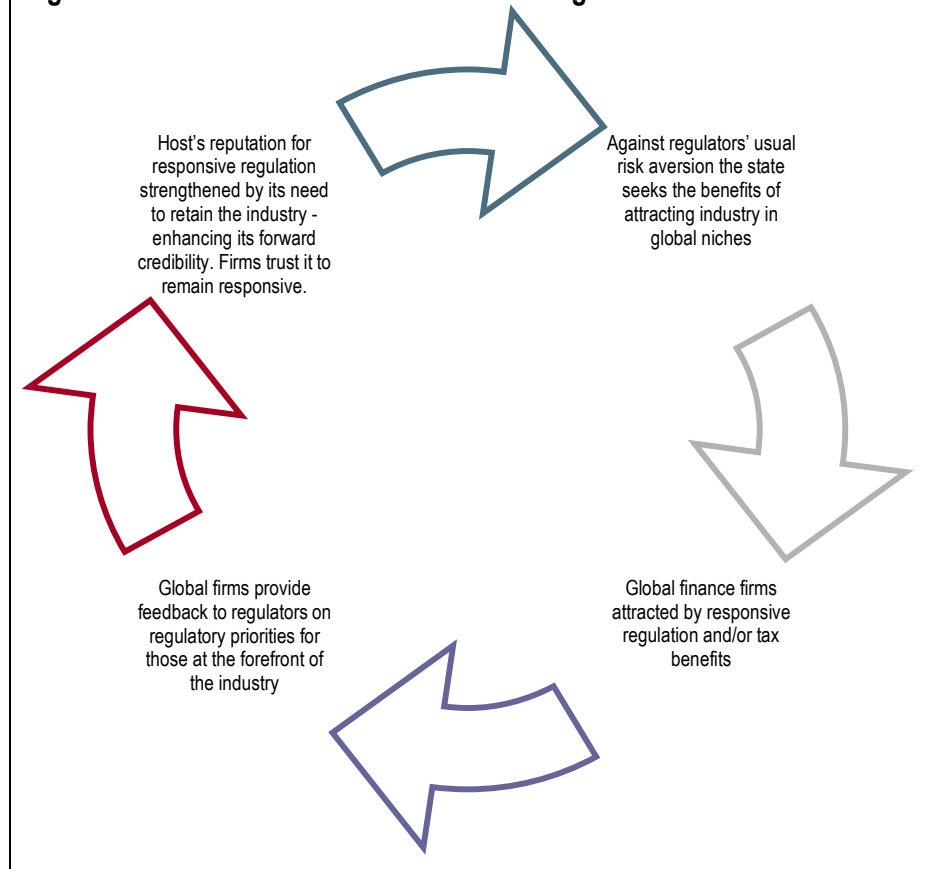 Host's reputation for
responsive regulation
strengthened by its need
to retain the industry -
enhancing its forward
credibility. Firms trust it to
remain responsive.
Against regulators' usual
risk aversion the state
seeks the benefits of
attracting industry in
global niches
Global finance firms
attracted by responsive
regulation and/or tax
benefits
Global firms provide
feedback to regulators on
regulatory priorities for
those at the forefront of
the industry